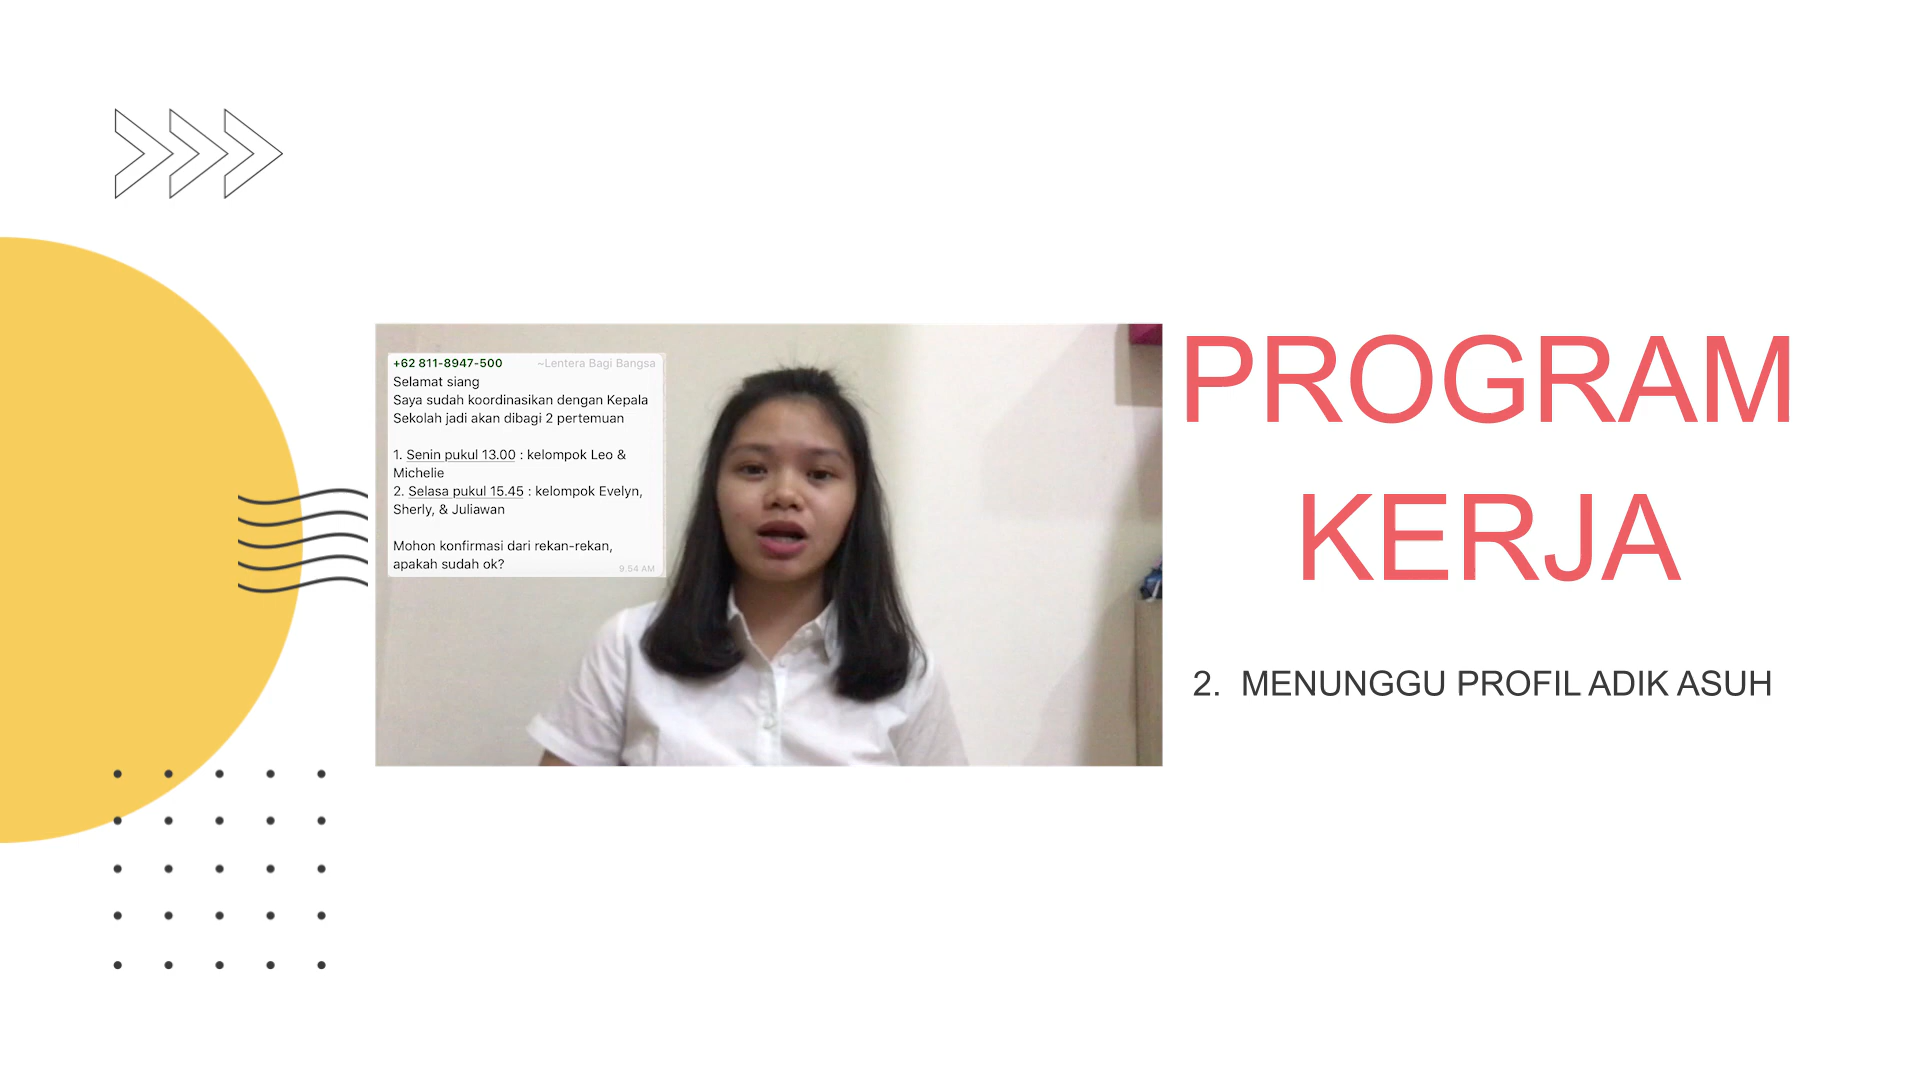 +62 811-8947-500 ~Lentera Bagi Bangsa
Selamat siang
Saya sudah koordinasikan dengan Kepala
Sekolah jadi akan dibagi 2 pertemuan
1. Senin pukul 13.00 : kelompok Leo &
Michelie
2. Selasa pukul 15.45 : kelompok Evelyn,
Sherly, & Juliawan
Mohon konfirmasi dari rekan-rekan,
apakah sudah ok?
9.54 AM
PROGRAM
KERJA
2. MENUNGGU PROFIL ADIK ASUH